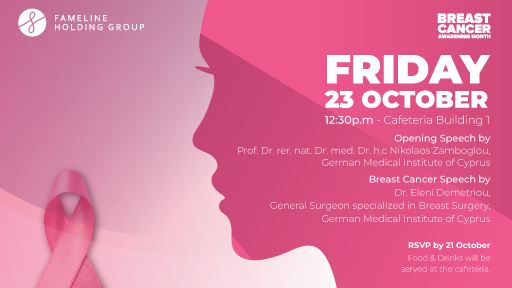 FAMELINE
HOLDING GROUP
BREAST
CANCER
AWARENESS MONTH
FRIDAY
23 OCTOBER
12:30p.m - Cafeteria Building 1
Opening Speech by
Prof. Dr. rer. nat. Dr. med. Dr. h.c Nikolaos Zamboglou,
German Medical Institute of Cyprus
Breast Cancer Speech by
Dr. Eleni Demetriou,
General Surgeon specialized in Breast Surgery,
German Medical Institute of Cyprus
RSVP by 21 October
Food & Drinks will be
served at the cafeteria.